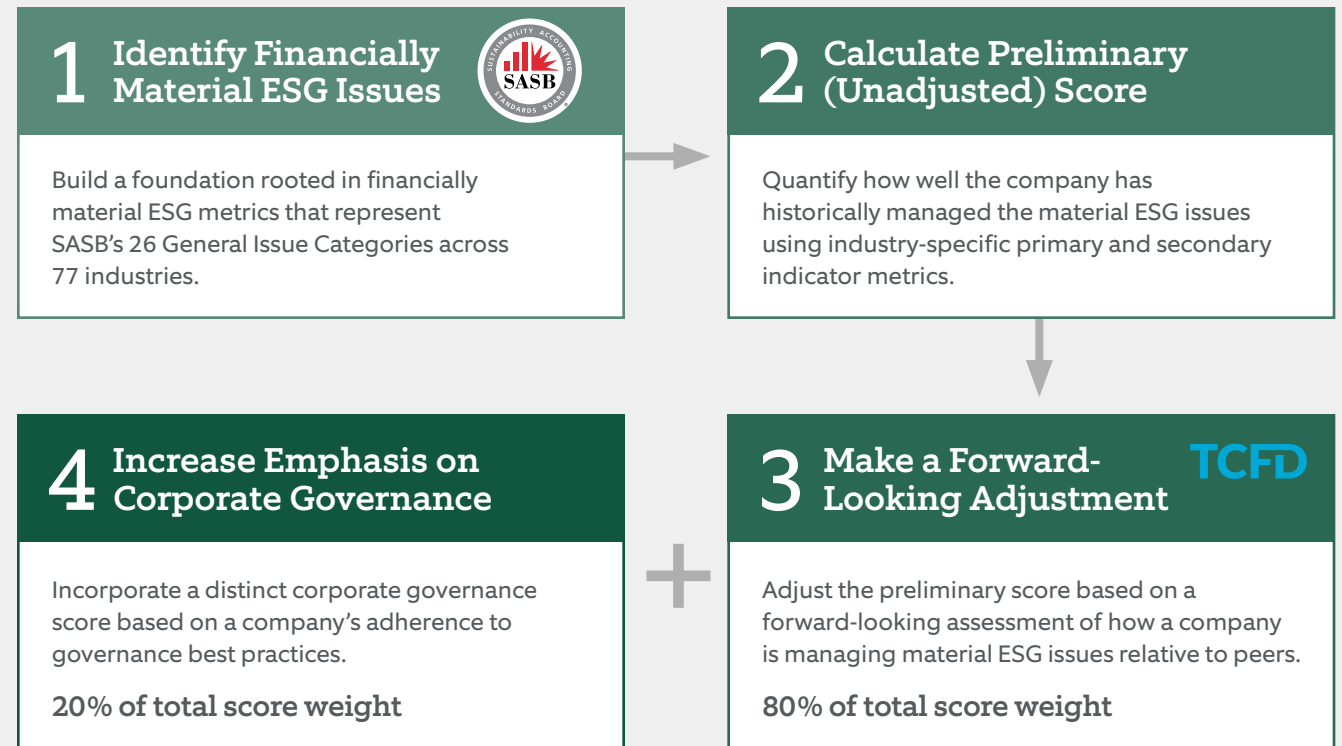 1
Identify Financially
Material ESG Issues
SUSTAINABILITY ACCOUNTING
SASB
STANDARDS BOARD
Build a foundation rooted in financially
material ESG metrics that represent
SASB’s 26 General Issue Categories across
77 industries.
2
Calculate Preliminary
(Unadjusted) Score
Quantify how well the company has
historically managed the material ESG issues
using industry-specific primary and secondary
indicator metrics.
3
Make a Forward-
Looking Adjustment
TCFD
Adjust the preliminary score based on a
forward-looking assessment of how a company
is managing material ESG issues relative to peers.
80% of total score weight
+
4
Increase Emphasis on
Corporate Governance
Incorporate a distinct corporate governance
score based on a company’s adherence to
governance best practices.
20% of total score weight